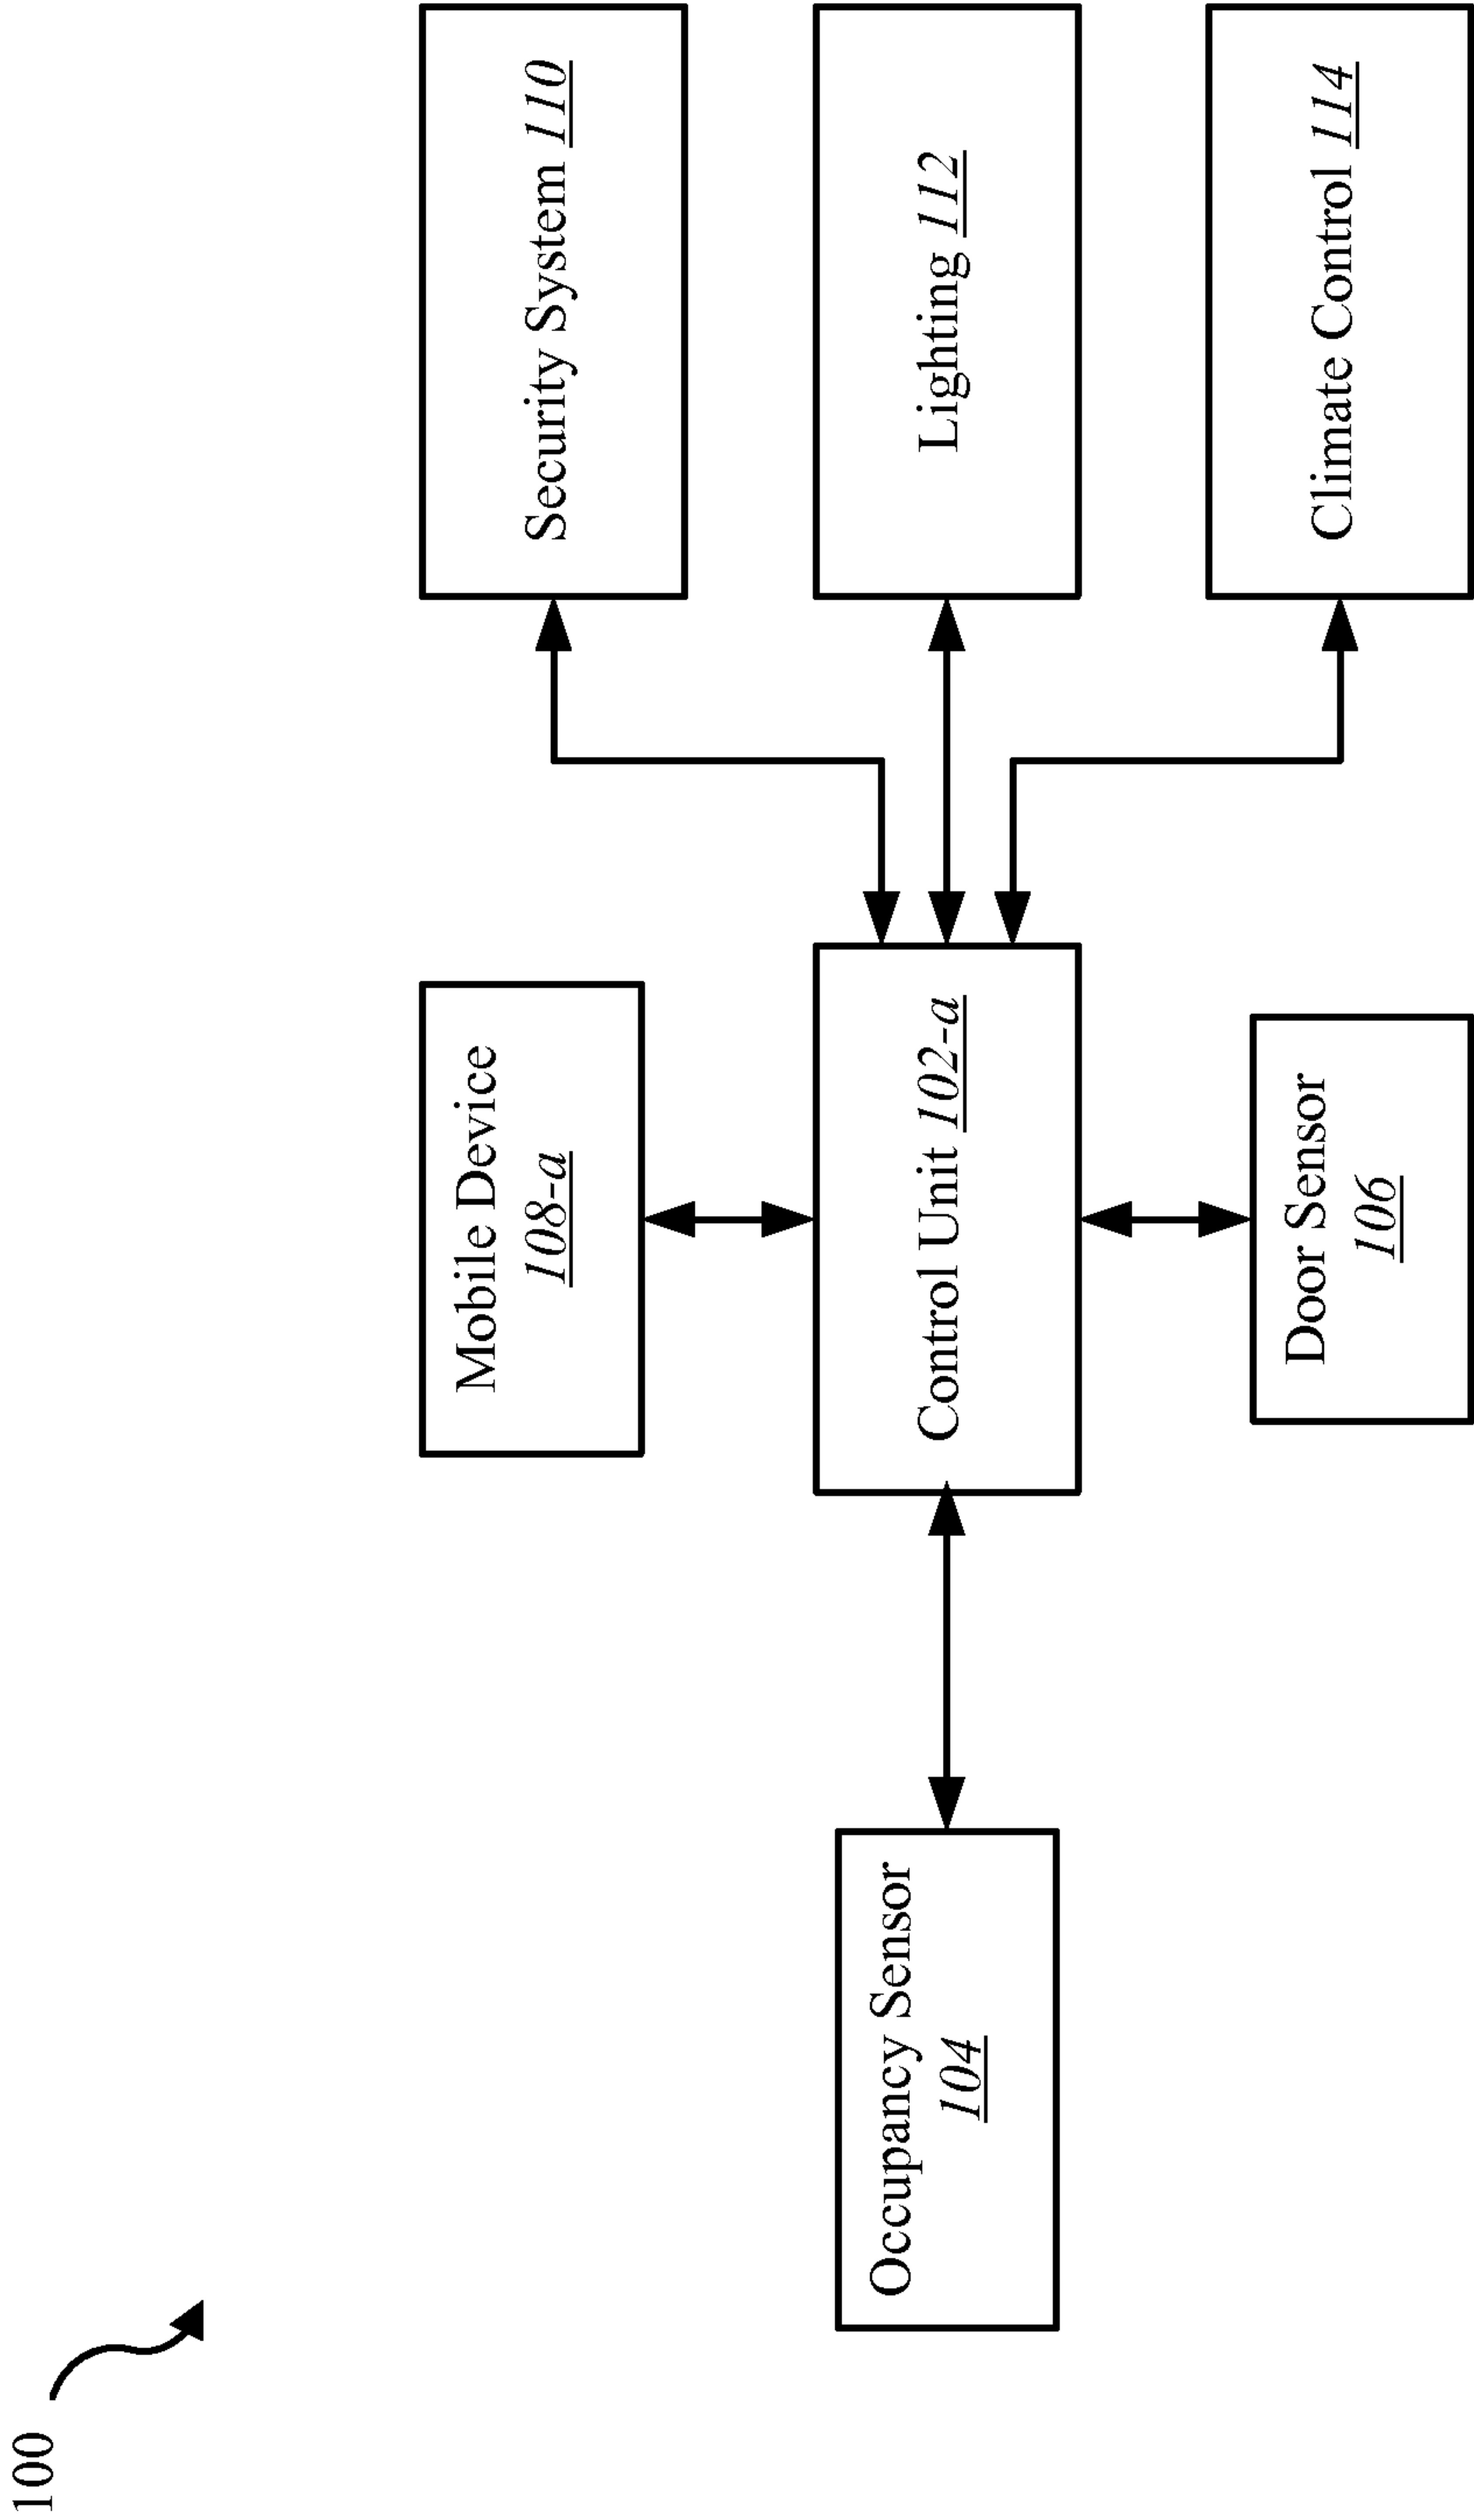 100
Mobile Device
108-a
Security System 110
Occupancy Sensor
104
Control Unit 102-a
Lighting 112
Door Sensor
106
Climate Control 114